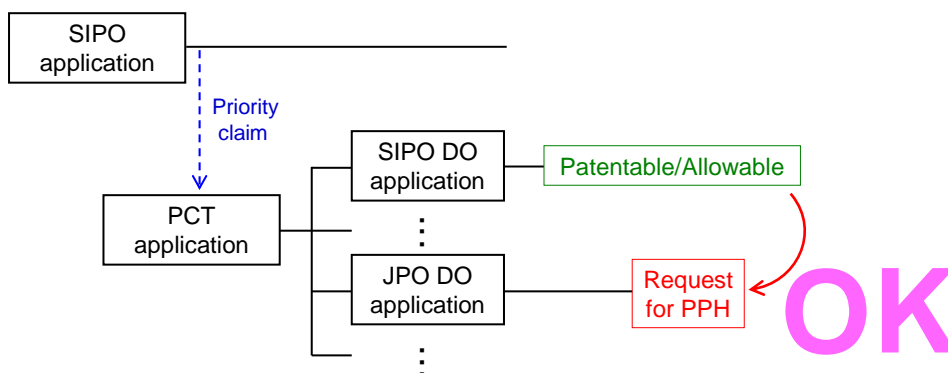 SIPO
application
Priority
claim
SIPO DO
application
Patentable/Allowable
PCT
application
JPO DO
application
Request
for PPH
OK